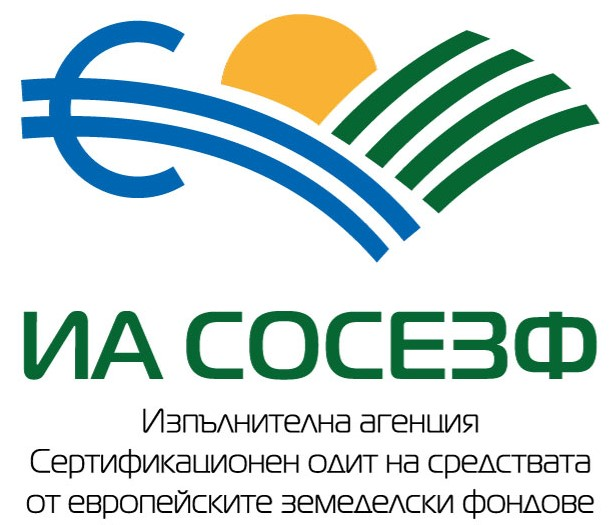 ИА СОСЕЗФ
Изпълнителна агенция
Сертификационен одит на средствата
от европейските земеделски фондове